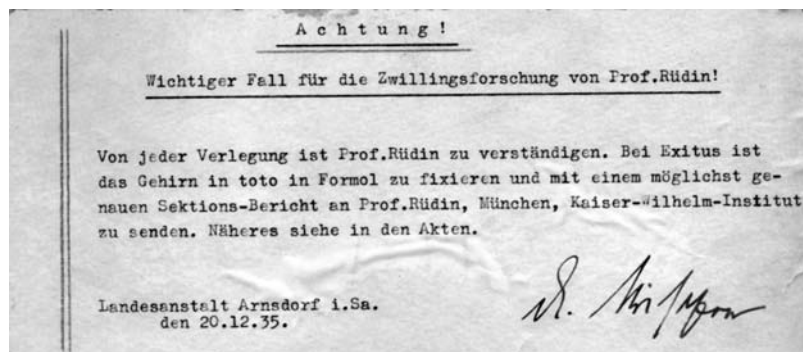 Achtung!
Wichtiger Fall für die Zwillingsforschung von Prof.Rüdin!
Von jeder Verlegung ist Prof.Rüdin zu verständigen. Bei Exitus ist
das Gehirn in toto in Formol zu fixieren und mit einem möglichst ge-
nauen Sektions-Bericht an Prof.Rüdin, München, Kaiser-Wilhelm-Institut
zu senden. Näheres siehe in den Akten.
Landesanstalt Arnsdorf i.Sa.
den 20.12.35.